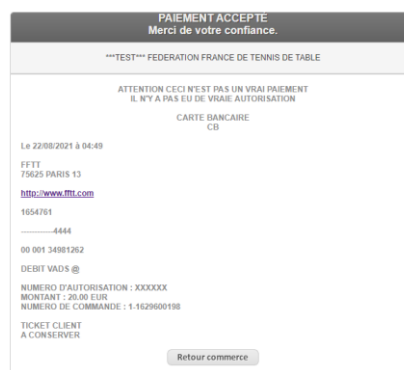 PAIEMENT ACCEPTÉ
Merci de votre confiance.
***TEST*** FEDERATION FRANCE DE TENNIS DE TABLE
ATTENTION CECI N'EST PAS UN VRAI PAIEMENT
IL N'Y A PAS EU DE VRAIE AUTORISATION
CARTE BANCAIRE
CB
Le 22/08/2021 à 04:49
FFTT
75625 PARIS 13
http://www.fftt.com
1654761
------------4444
00 001 34981262
DEBIT VADS @
NUMERO D'AUTORISATION : XXXXXX
MONTANT : 20.00 EUR
NUMERO DE COMMANDE : 1-1629600198
TICKET CLIENT
A CONSERVER
Retour commerce